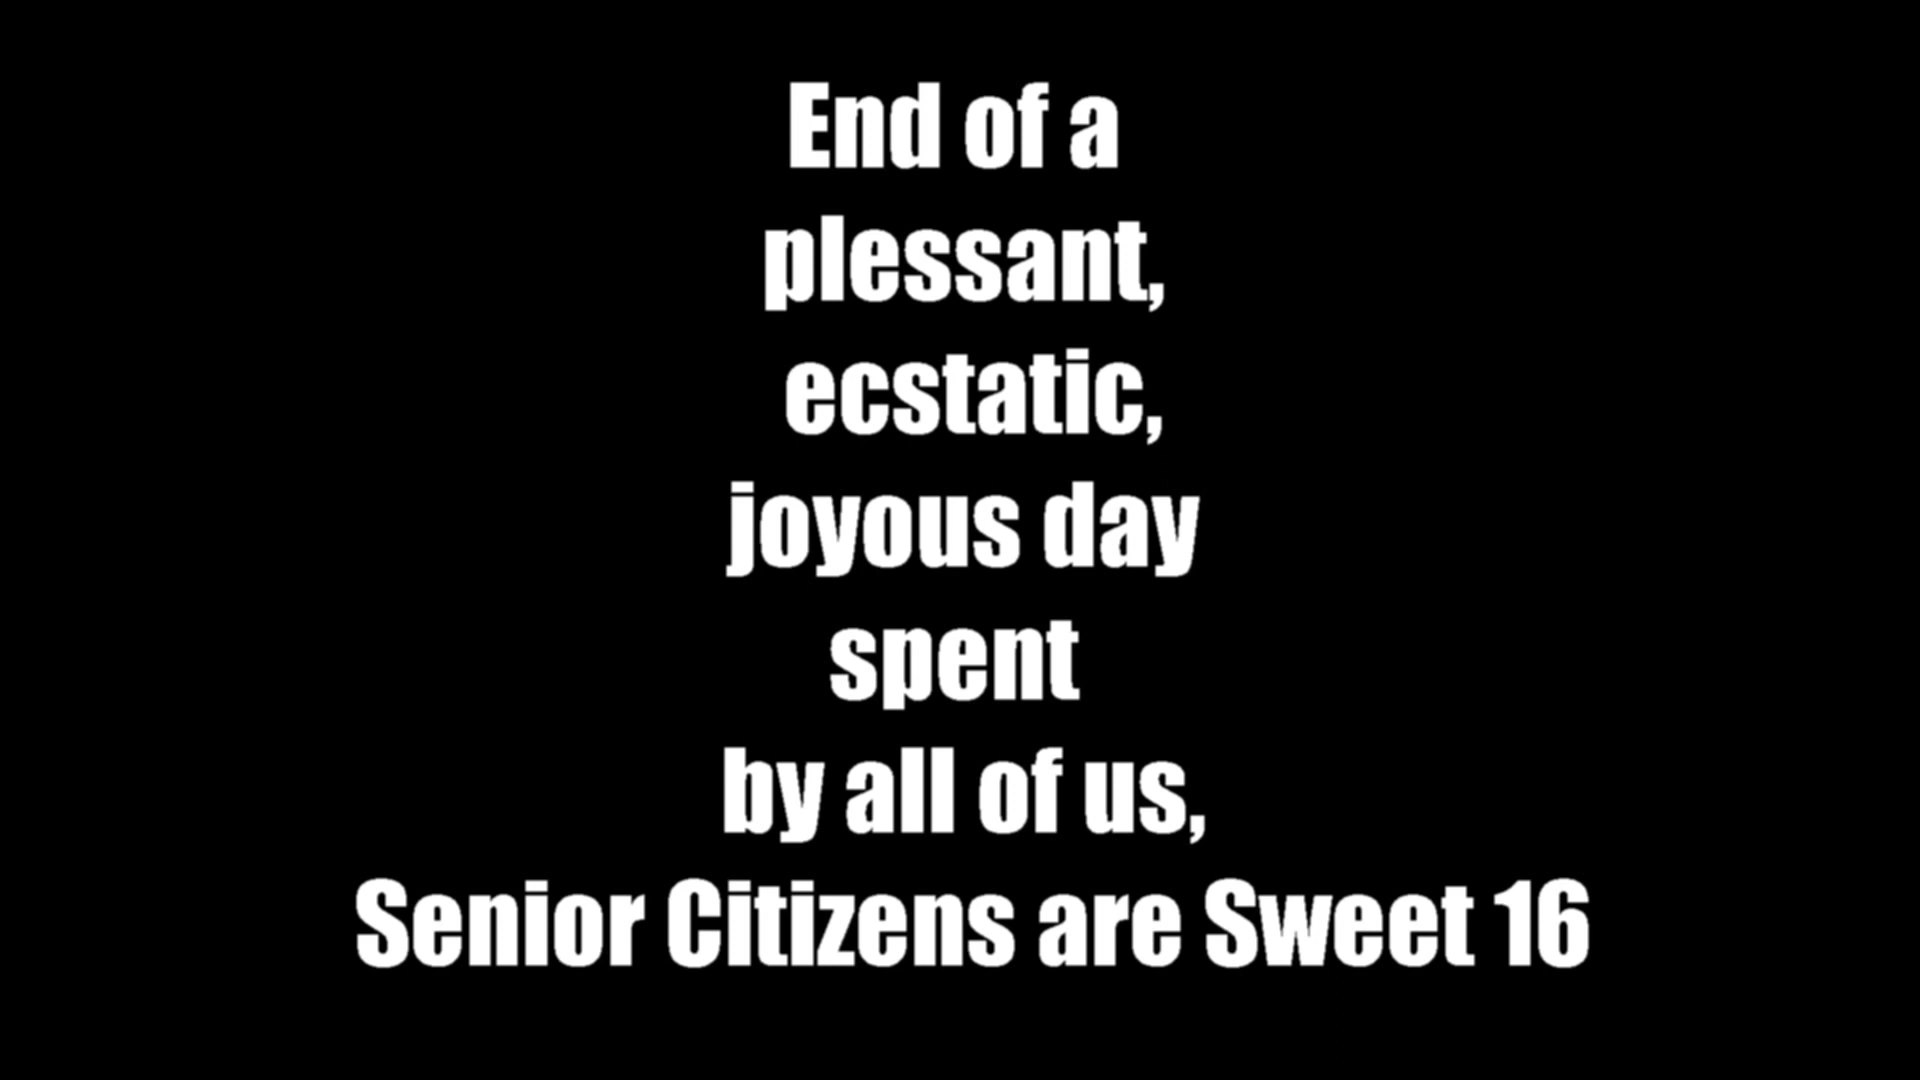 End of a
plessant,
ecstatic,
joyous day
spent
by all of us,
Senior Citizens are Sweet 16